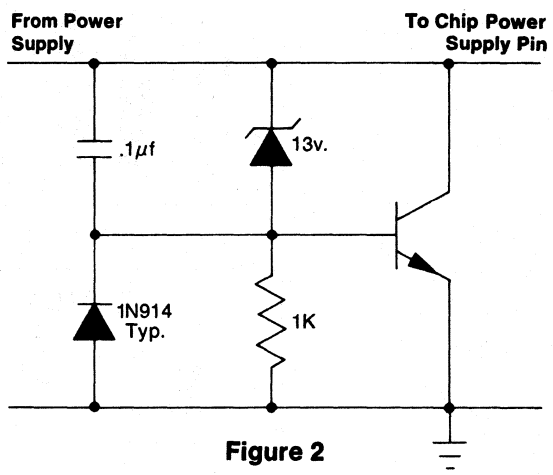 From Power
Supply
To Chip Power
Supply Pin
.1μf
13v.
1N914
Typ.
1K
Figure 2